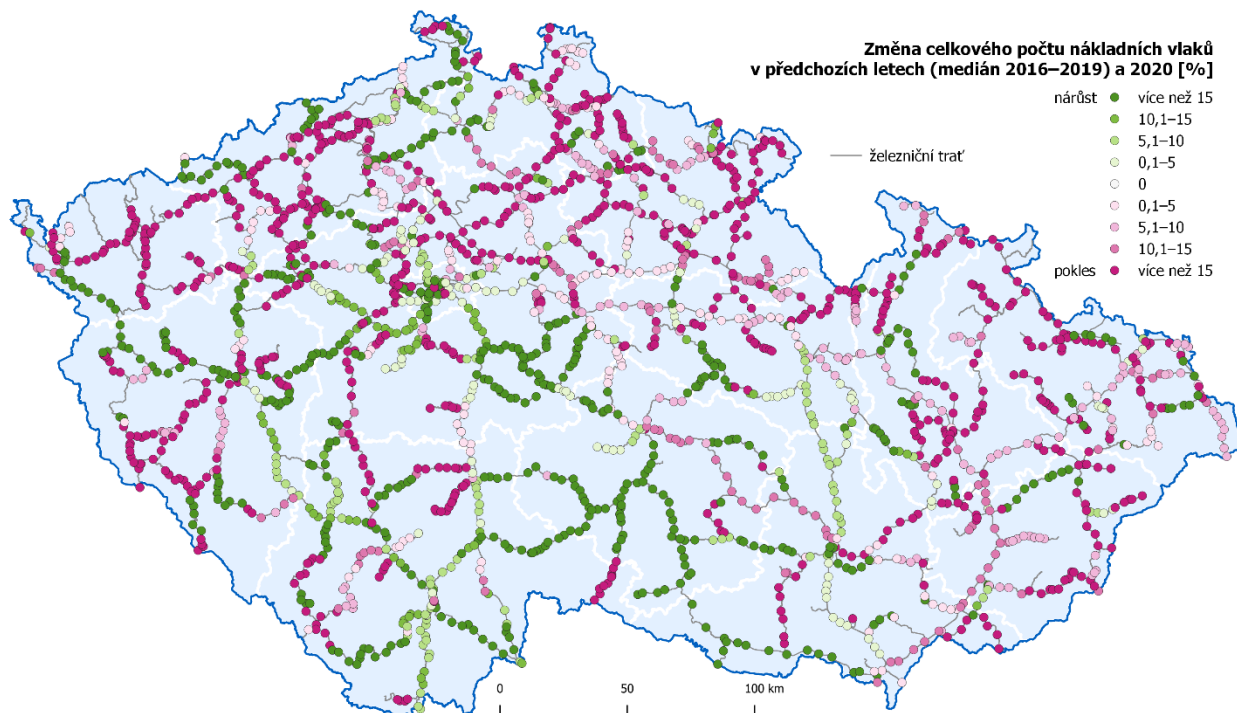 Změna celkového počtu nákladních vlaků
v předchozích letech (medián 2016–2019) a 2020 [%]
nárůst více než 15
10,1–15
5,1–10
železniční trať
0,1–5
0
0,1–5
5,1–10
10,1–15
pokles více než 15
0 50 100 km